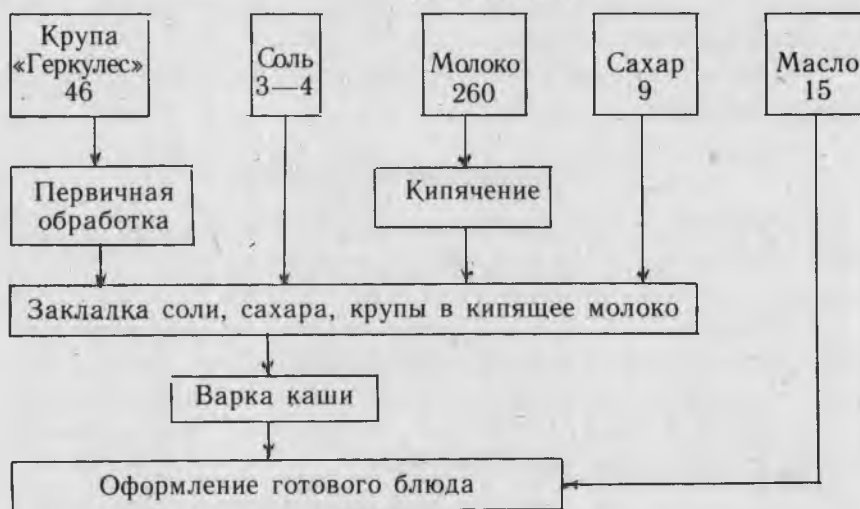 Крупа
«Геркулес»
46
Соль
3—4
Молоко
260
Сахар
9
Масло
15
Первичная
обработка
Кипячение
Закладка соли, сахара, крупы в кипящее молоко
Варка каши
Оформление готового блюда